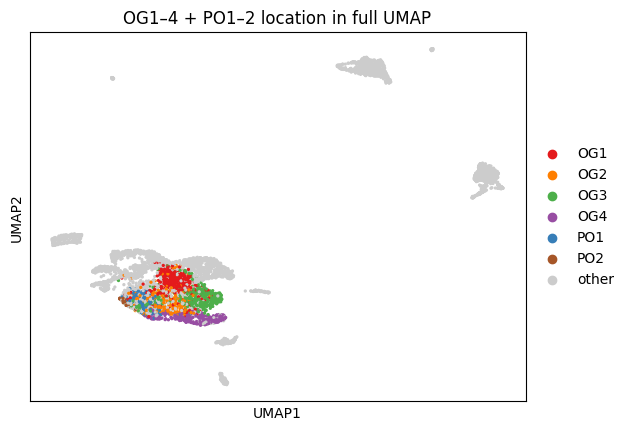 OG1–4 + PO1–2 location in full UMAP
UMAP2
OG1
OG2
OG3
OG4
PO1
PO2
other
UMAP1